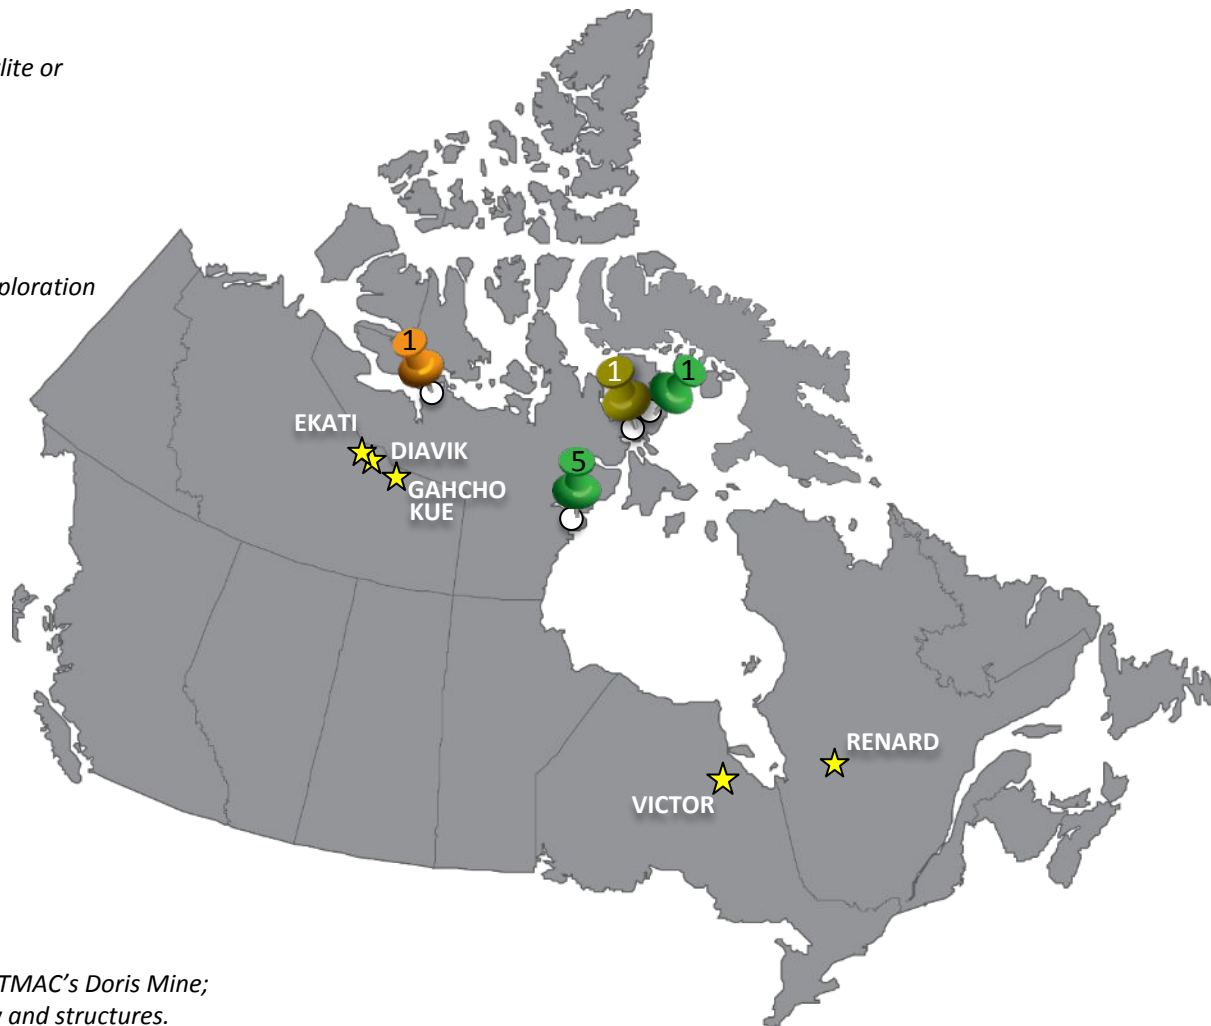 lite or
ploration
1
1
1
EKATI
DIAVIK
GAHCHO
KUE
5
RENARD
VICTOR
TMAC's Doris Mine;
and structures.